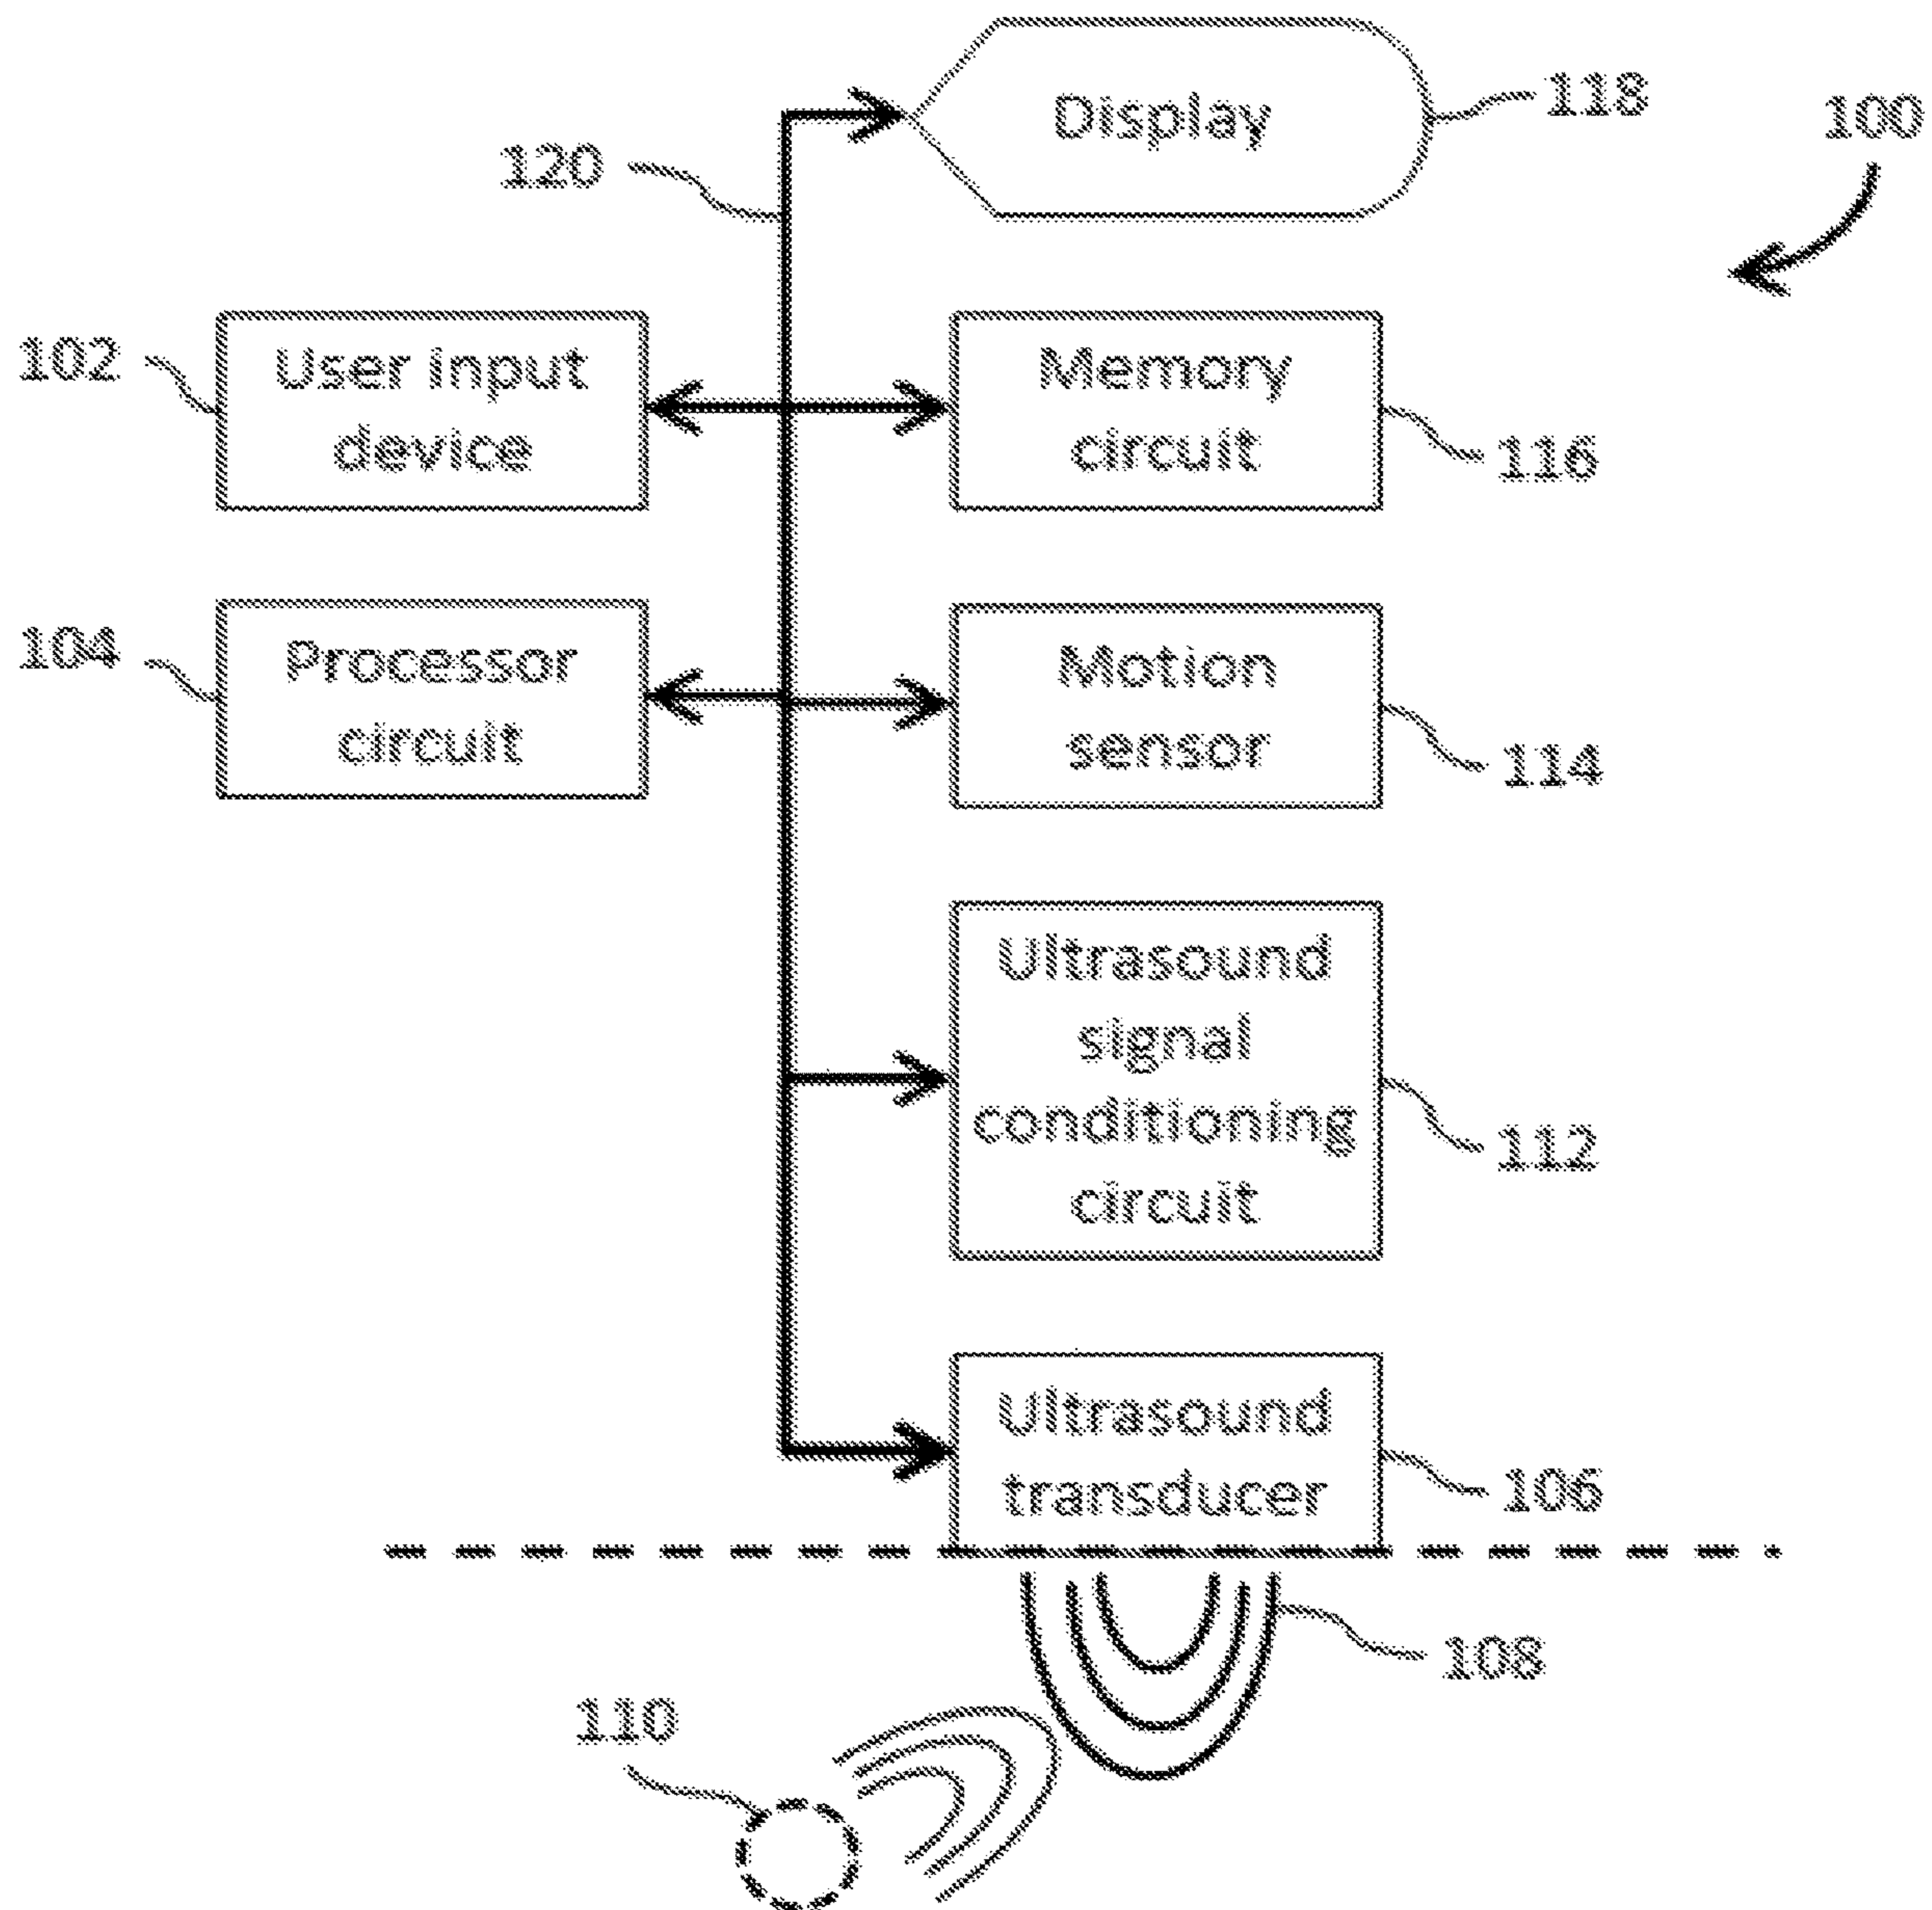 Display
118
100
120
102
User input
device
Memory
circuit
116
104
Processor
circuit
Motion
sensor
114
Ultrasound
signal
conditioning
circuit
112
Ultrasound
transducer
106
108
110